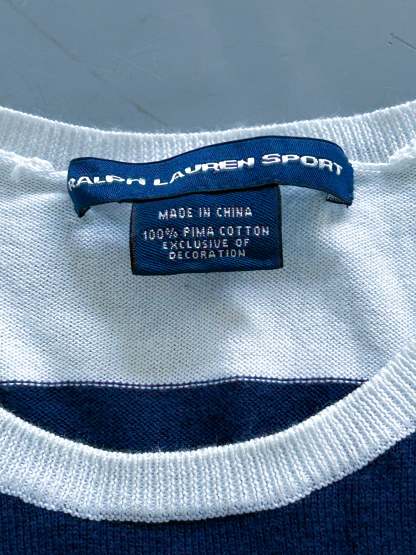 RALPH LAUREN SPORT
MADE IN CHINA
100% PIMA COTTON
EXCLUSIVE OF
DECORATION